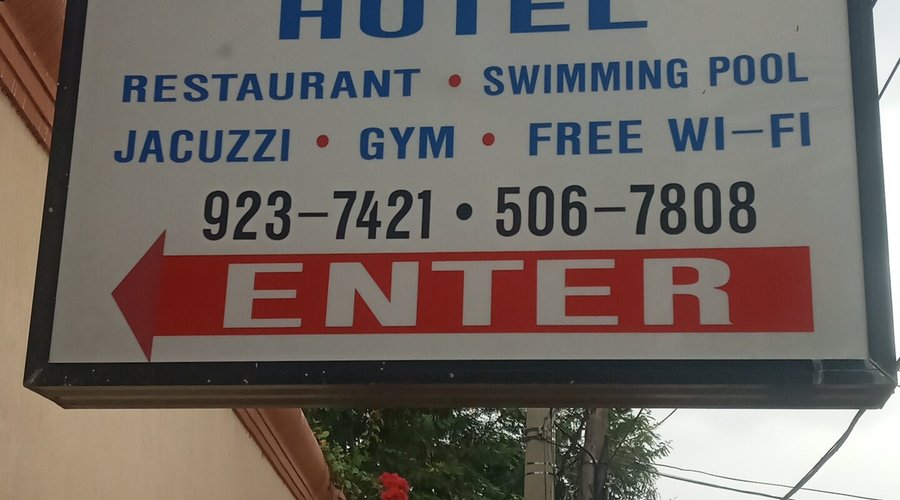 HOTEL
RESTAURANT • SWIMMING POOL
JACUZZI • GYM • FREE WI-FI
923-7421 • 506-7808
ENTER